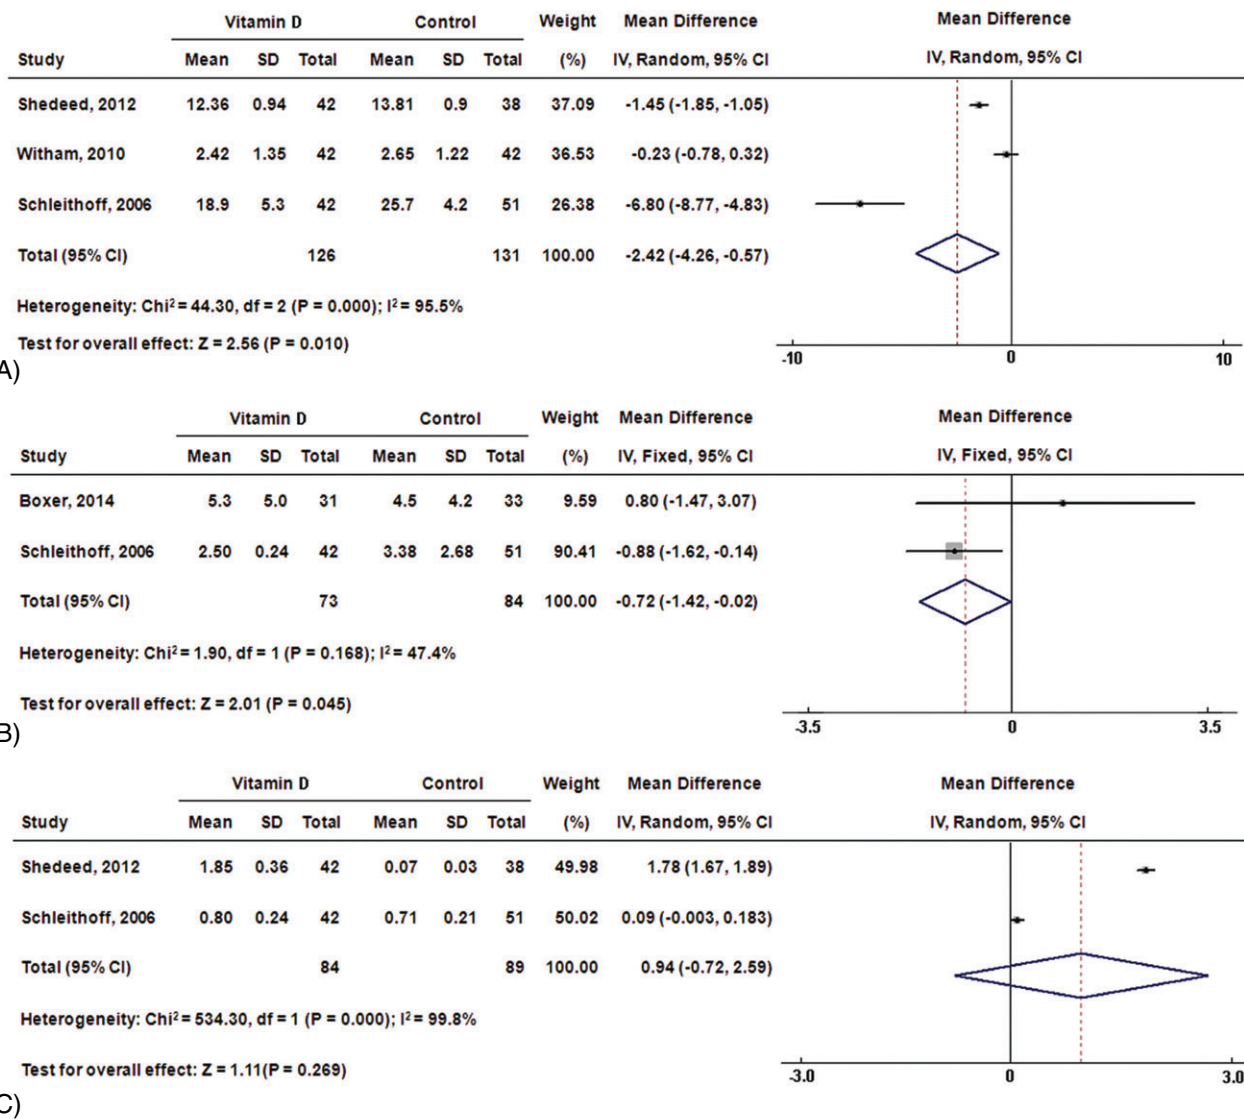 Vitamin D Control Weight Mean Difference Mean Difference
Study Mean SD Total Mean SD Total (%) IV, Random, 95% CI IV, Random, 95% CI
Shedeed, 2012 12.36 0.94 42 13.81 0.9 38 37.09 -1.45 (-1.85, -1.05)
Witham, 2010 2.42 1.35 42 2.65 1.22 42 36.53 -0.23 (-0.78, 0.32)
Schleithoff, 2006 18.9 5.3 42 25.7 4.2 51 26.38 -6.80 (-8.77, -4.83)
Total (95% CI) 126 131 100.00 -2.42 (-4.26, -0.57)
Heterogeneity: Chi² = 44.30, df = 2 (P = 0.000); I² = 95.5%
Test for overall effect: Z = 2.56 (P = 0.010)
-10 0 10
A)
Vitamin D Control Weight Mean Difference Mean Difference
Study Mean SD Total Mean SD Total (%) IV, Fixed, 95% CI IV, Fixed, 95% CI
Boxer, 2014 5.3 5.0 31 4.5 4.2 33 9.59 0.80 (-1.47, 3.07)
Schleithoff, 2006 2.50 0.24 42 3.38 2.68 51 90.41 -0.88 (-1.62, -0.14)
Total (95% CI) 73 84 100.00 -0.72 (-1.42, -0.02)
Heterogeneity: Chi² = 1.90, df = 1 (P = 0.168); I² = 47.4%
Test for overall effect: Z = 2.01 (P = 0.045)
-3.5 0 3.5
B)
Vitamin D Control Weight Mean Difference Mean Difference
Study Mean SD Total Mean SD Total (%) IV, Random, 95% CI IV, Random, 95% CI
Shedeed, 2012 1.85 0.36 42 0.07 0.03 38 49.98 1.78 (1.67, 1.89)
Schleithoff, 2006 0.80 0.24 42 0.71 0.21 51 50.02 0.09 (-0.003, 0.183)
Total (95% CI) 84 89 100.00 0.94 (-0.72, 2.59)
Heterogeneity: Chi² = 534.30, df = 1 (P = 0.000); I² = 99.8%
Test for overall effect: Z = 1.11(P = 0.269)
-3.0 0 3.0
C)